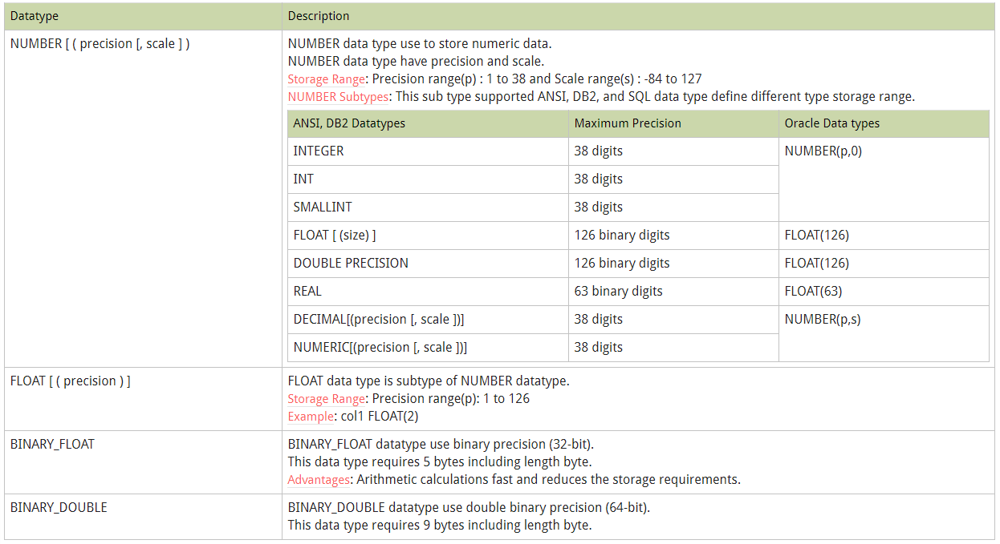 Datatype Description
NUMBER [ ( precision [, scale ] ) NUMBER data type use to store numeric data.
NUMBER data type have precision and scale.
Storage Range: Precision range(p) : 1 to 38 and Scale range(s) : -84 to 127
NUMBER Subtypes: This sub type supported ANSI, DB2, and SQL data type define different type storage range.
ANSI, DB2 Datatypes Maximum Precision Oracle Data types
INTEGER 38 digits NUMBER(p,0)
INT 38 digits
SMALLINT 38 digits
FLOAT [ (size) ] 126 binary digits FLOAT(126)
DOUBLE PRECISION 126 binary digits FLOAT(126)
REAL 63 binary digits FLOAT(63)
DECIMAL[(precision [, scale ])] 38 digits NUMBER(p,s)
NUMERIC[(precision [, scale ])] 38 digits
FLOAT [ ( precision ) ] FLOAT data type is subtype of NUMBER datatype.
Storage Range: Precision range(p): 1 to 126
Example: col1 FLOAT(2)
BINARY_FLOAT BINARY_FLOAT datatype use binary precision (32-bit).
This data type requires 5 bytes including length byte.
Advantages: Arithmetic calculations fast and reduces the storage requirements.
BINARY_DOUBLE BINARY_DOUBLE datatype use double binary precision (64-bit).
This data type requires 9 bytes including length byte.